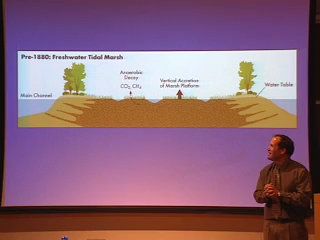 Pre-1880: Freshwater Tidal Marsh
Anaerobic
Decay
CO2, CH4
Vertical Accretion
of Marsh Platform
Water Table
Main Channel